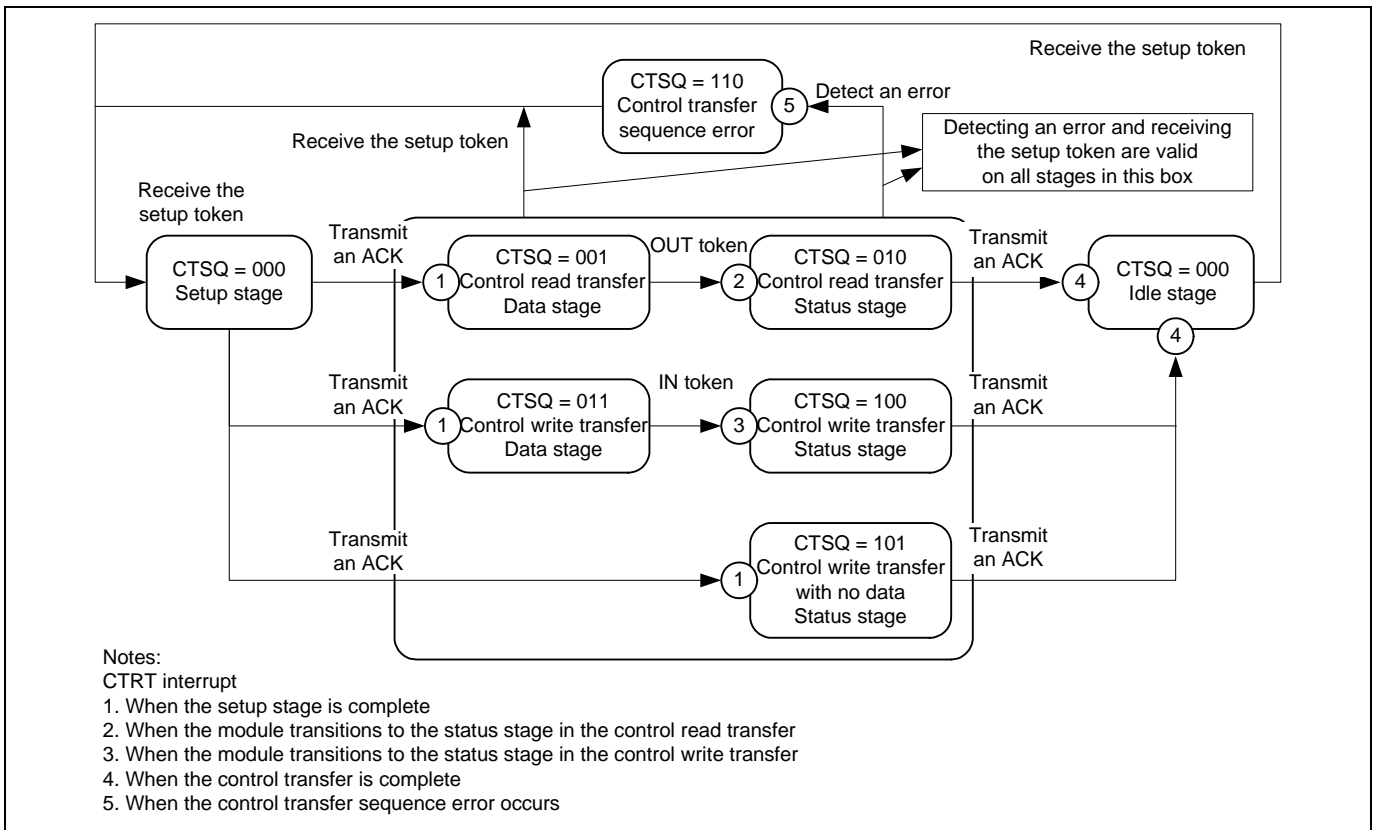 Receive the setup token
CTSQ = 110
Control transfer
sequence error
5
Detect an error
Receive the setup token
Detecting an error and receiving
the setup token are valid
on all stages in this box
Receive the
setup token
CTSQ = 000
Setup stage
Transmit
an ACK
1
CTSQ = 001
Control read transfer
Data stage
OUT token
2
CTSQ = 010
Control read transfer
Status stage
Transmit
an ACK
4
CTSQ = 000
Idle stage
4
Transmit
an ACK
1
CTSQ = 011
Control write transfer
Data stage
IN token
3
CTSQ = 100
Control write transfer
Status stage
Transmit
an ACK
Transmit
an ACK
1
CTSQ = 101
Control write transfer
with no data
Status stage
Transmit
an ACK
Notes:
CTRT interrupt
1. When the setup stage is complete
2. When the module transitions to the status stage in the control read transfer
3. When the module transitions to the status stage in the control write transfer
4. When the control transfer is complete
5. When the control transfer sequence error occurs